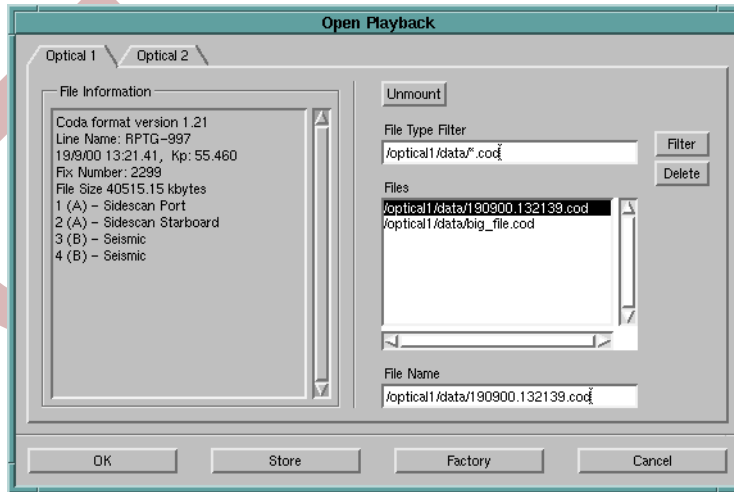 Open Playback
Optical 1
Optical 2
File Information
Coda format version 1.21
Line Name: RPTG-997
19/9/00 13:21.41, Kp: 55.460
Fix Number: 2299
File Size 40515.15 kbytes
1 (A) - Sidescan Port
2 (A) - Sidescan Starboard
3 (B) - Seismic
4 (B) - Seismic
Unmount
File Type Filter
/optical1/data/*.cod
Filter
Delete
Files
/optical1/data/190900.132139.cod
/optical1/data/big_file.cod
File Name
/optical1/data/190900.132139.cod
OK
Store
Factory
Cancel